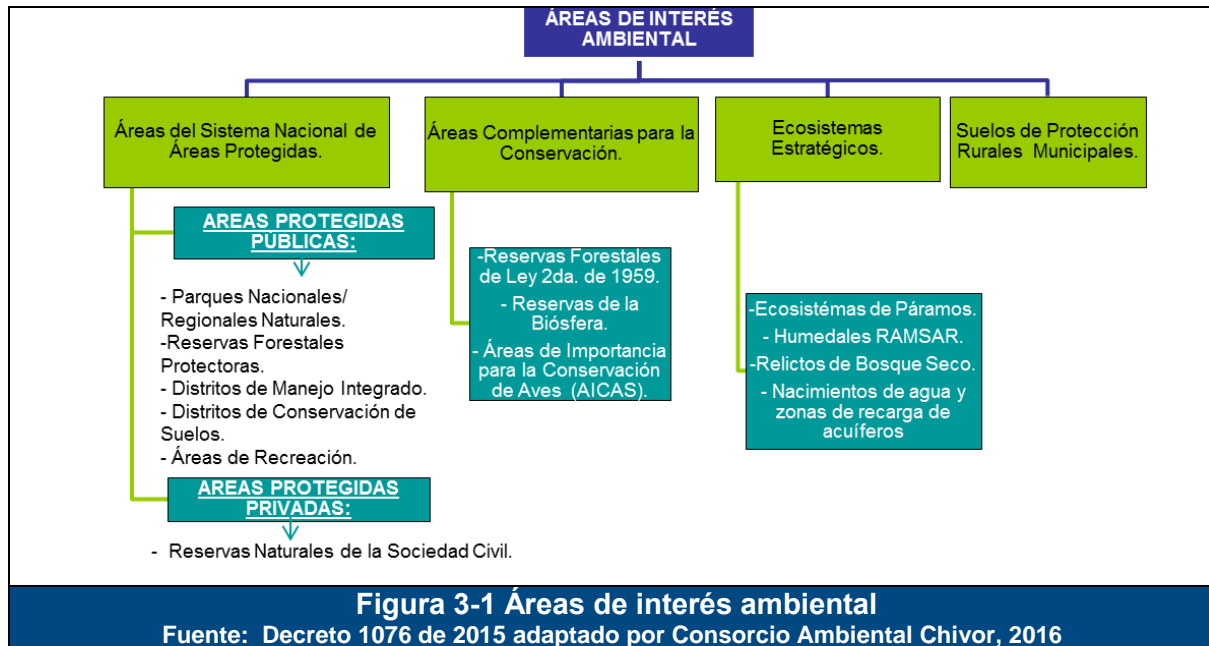 ÁREAS DE INTERÉS
AMBIENTAL
Áreas del Sistema Nacional de
Áreas Protegidas.
AREAS PROTEGIDAS
PÚBLICAS:
- Parques Nacionales/
Regionales Naturales.
-Reservas Forestales
Protectoras.
- Distritos de Manejo Integrado.
- Distritos de Conservación de
Suelos.
- Áreas de Recreación.
AREAS PROTEGIDAS
PRIVADAS:
- Reservas Naturales de la Sociedad Civil.
Áreas Complementarias para la
Conservación.
-Reservas Forestales
de Ley 2da. de 1959.
- Reservas de la
Biósfera.
- Áreas de Importancia
para la Conservación
de Aves (AICAS).
Ecosistemas
Estratégicos.
-Ecosistémas de Páramos.
- Humedales RAMSAR.
-Relictos de Bosque Seco.
- Nacimientos de agua y
zonas de recarga de
acuíferos
Suelos de Protección
Rurales Municipales.
Figura 3-1 Áreas de interés ambiental
Fuente: Decreto 1076 de 2015 adaptado por Consorcio Ambiental Chivor, 2016